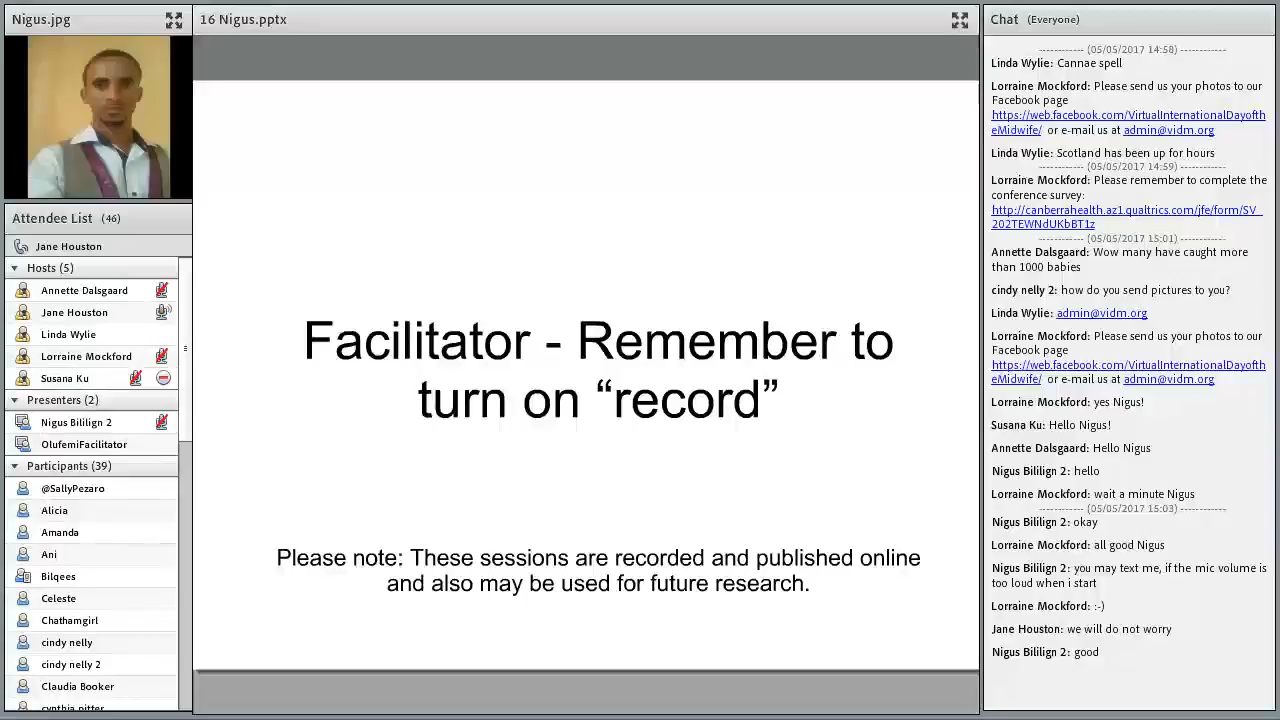 Nigus.jpg
16 Nigus.pptx
Chat (Everyone)
Attendee List (46)
Jane Houston
Hosts (5)
Annette Dalsgaard
Jane Houston
Linda Wylie
Lorraine Mockford
Susana Ku
Presenters (2)
Nigus Bililign 2
OlufemiFacilitator
Participants (39)
@SallyPezaro
Alicia
Amanda
Ani
Bilqees
Celeste
Chathamgirl
cindy nelly
cindy nelly 2
Claudia Booker
cynthia pitter
Facilitator - Remember to
turn on “record”
Please note: These sessions are recorded and published online
and also may be used for future research.
------------ (05/05/2017 14:58) ------------
Linda Wylie: Cannae spell
Lorraine Mockford: Please send us your photos to our
Facebook page
https://web.facebook.com/VirtualInternationalDayofth
eMidwife/ or e-mail us at admin@vidm.org
Linda Wylie: Scotland has been up for hours
------------ (05/05/2017 14:59) ------------
Lorraine Mockford: Please remember to complete the
conference survey:
http://canberrahealth.az1.qualtrics.com/jfe/form/SV_
202TEWNdUKbBT1z
------------ (05/05/2017 15:01) ------------
Annette Dalsgaard: Wow many have caught more
than 1000 babies
cindy nelly 2: how do you send pictures to you?
Linda Wylie: admin@vidm.org
Lorraine Mockford: Please send us your photos to our
Facebook page
https://web.facebook.com/VirtualInternationalDayofth
eMidwife/ or e-mail us at admin@vidm.org
Lorraine Mockford: yes Nigus!
Susana Ku: Hello Nigus!
Annette Dalsgaard: Hello Nigus
Nigus Bililign 2: hello
Lorraine Mockford: wait a minute Nigus
------------ (05/05/2017 15:03) ------------
Nigus Bililign 2: okay
Lorraine Mockford: all good Nigus
Nigus Bililign 2: you may text me, if the mic volume is
too loud when i start
Lorraine Mockford: :-)
Jane Houston: we will do not worry
Nigus Bililign 2: good